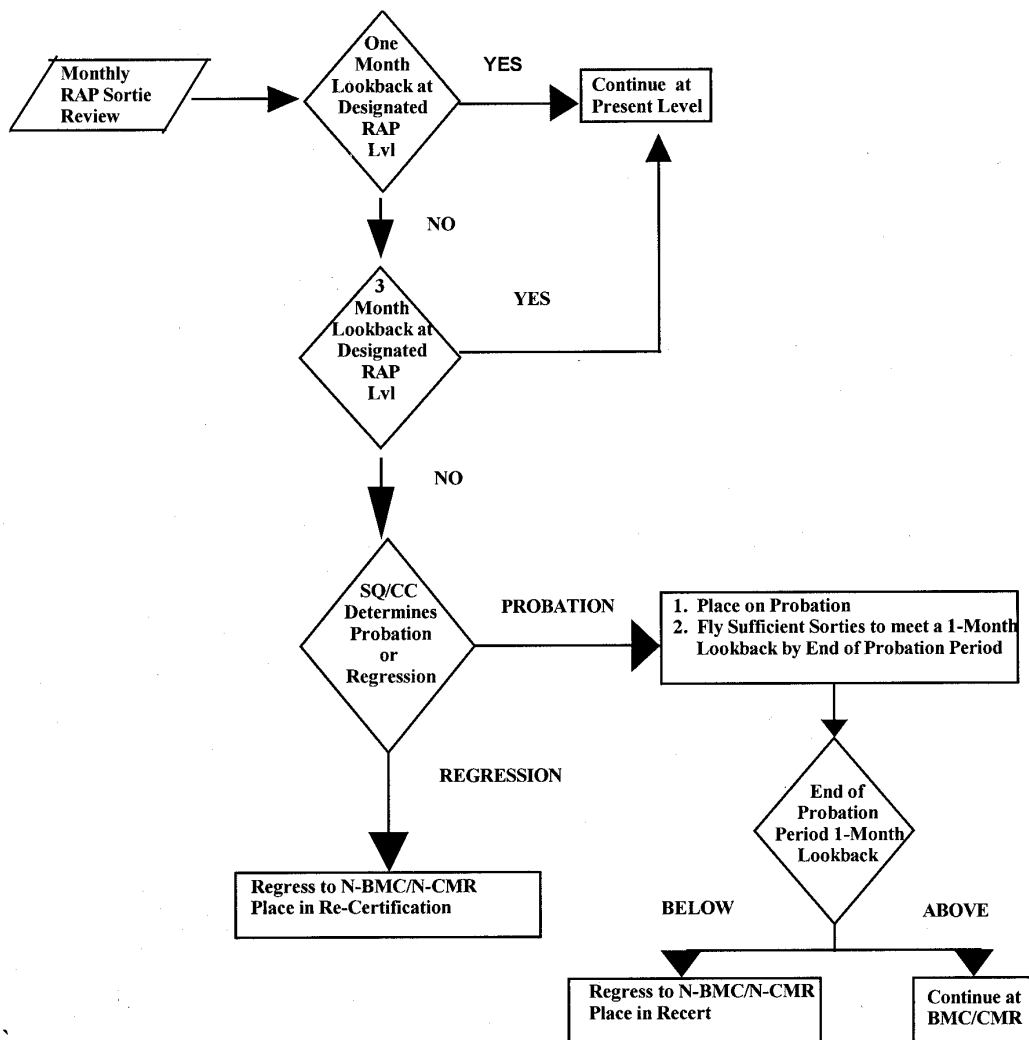 Monthly
RAP Sortie
Review
One
Month
Lookback at
Designated
RAP
Lvl
YES
Continue at
Present Level
NO
3
Month
Lookback at
Designated
RAP
Lvl
YES
NO
SQ/CC
Determines
Probation
or
Regression
PROBATION
1. Place on Probation
2. Fly Sufficient Sorties to meet a 1-Month
Lookback by End of Probation Period
REGRESSION
End of
Probation
Period 1-Month
Lookback
Regress to N-BMC/N-CMR
Place in Re-Certification
BELOW
ABOVE
Regress to N-BMC/N-CMR
Place in Recert
Continue at
BMC/CMR